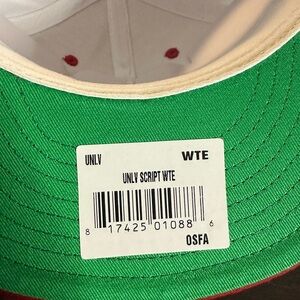 UNLV WTE
UNLV SCRIPT WTE
8 17425 01088 6
OSFA